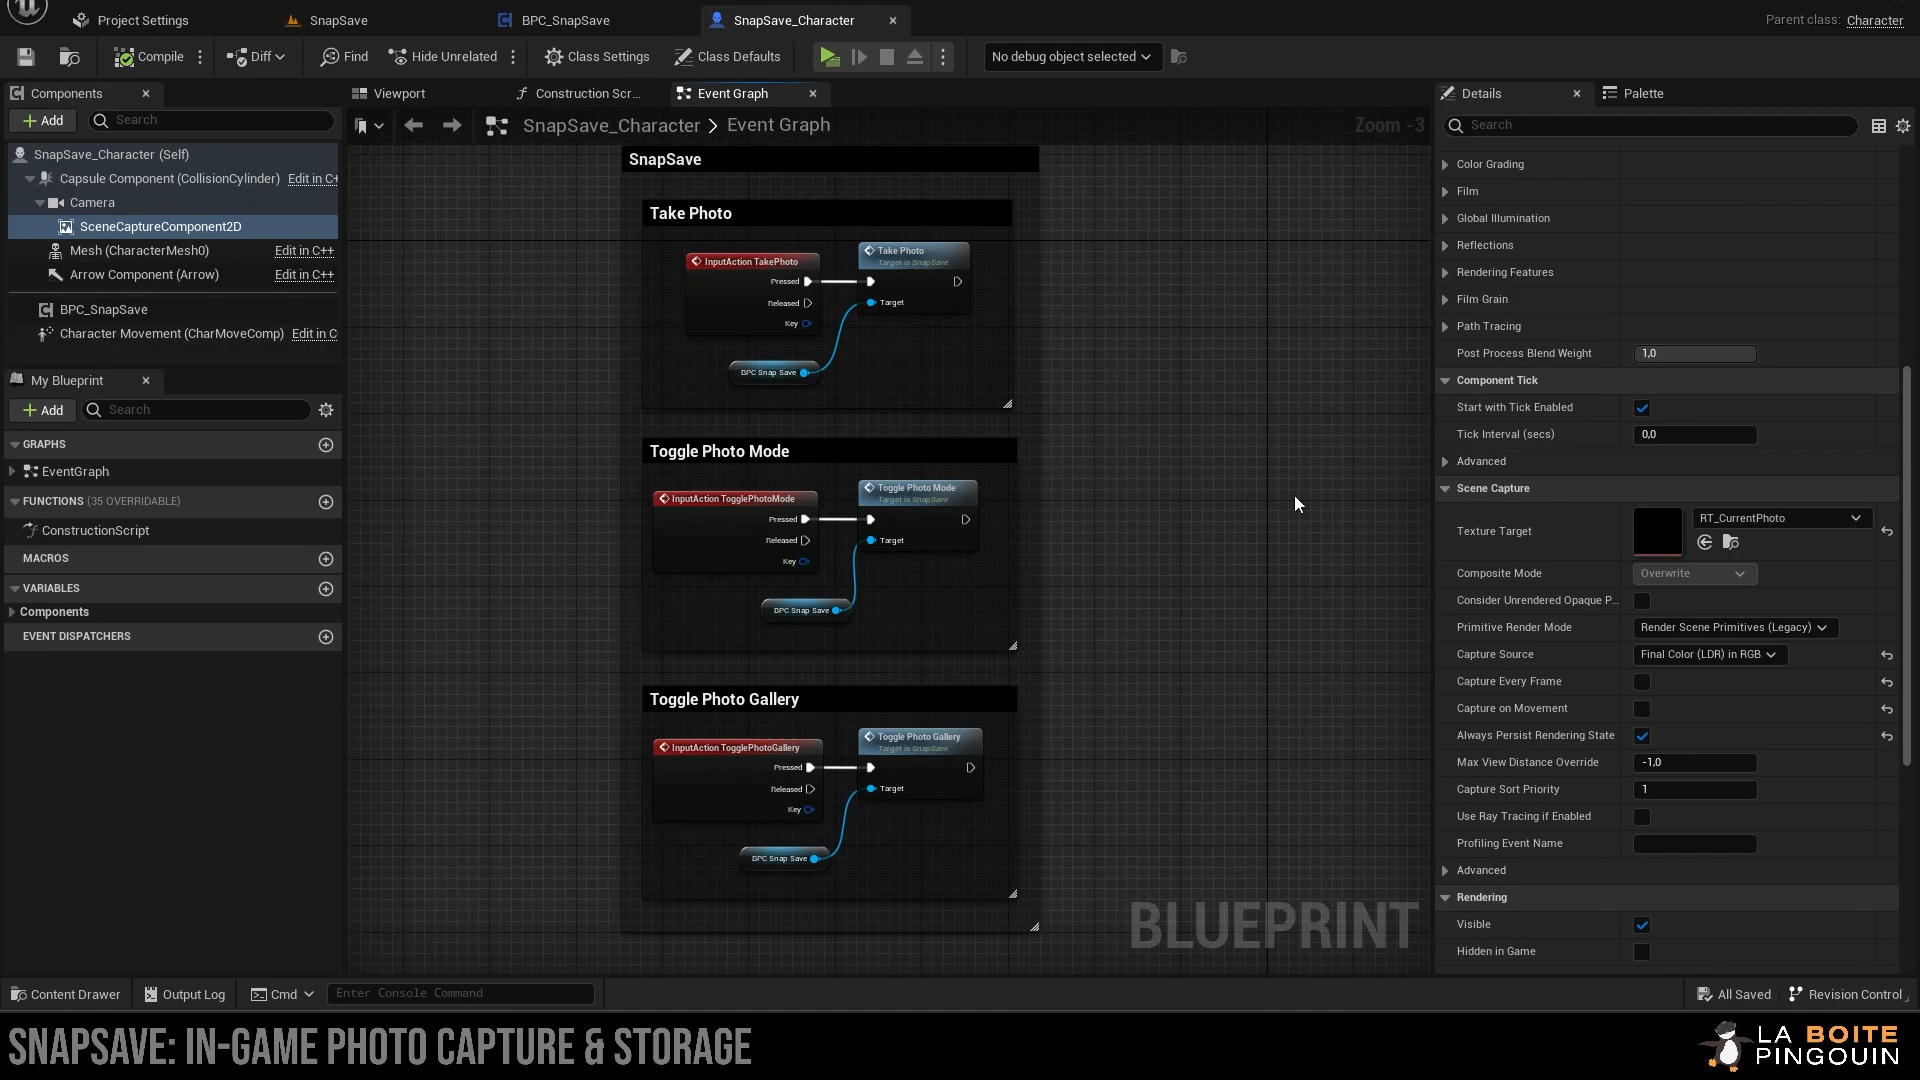 Project Settings
SnapSave
BPC_SnapSave
SnapSave_Character
Parent class: Character
Compile
Diff
Find
Hide Unrelated
Class Settings
Class Defaults
No debug object selected
Components
Add
Search
SnapSave_Character (Self)
Capsule Component (CollisionCylinder) Edit in C+
Camera
SceneCaptureComponent2D
Mesh (CharacterMesh0) Edit in C++
Arrow Component (Arrow) Edit in C++
BPC_SnapSave
Character Movement (CharMoveComp) Edit in C
My Blueprint
Add
Search
GRAPHS
EventGraph
FUNCTIONS (35 OVERRIDABLE)
ConstructionScript
MACROS
VARIABLES
Components
EVENT DISPATCHERS
Viewport
Construction Scr...
Event Graph
SnapSave_Character > Event Graph
Zoom -3
SnapSave
Take Photo
InputAction TakePhoto
Pressed
Released
Key
Take Photo
Target is SnapSave
Target
BPC Snap Save
Toggle Photo Mode
InputAction TogglePhotoMode
Pressed
Released
Key
Toggle Photo Mode
Target is SnapSave
Target
BPC Snap Save
Toggle Photo Gallery
InputAction TogglePhotoGallery
Pressed
Released
Key
Toggle Photo Gallery
Target is SnapSave
Target
BPC Snap Save
BLUEPRINT
Details
Palette
Search
Color Grading
Film
Global Illumination
Reflections
Rendering Features
Film Grain
Path Tracing
Post Process Blend Weight 1,0
Component Tick
Start with Tick Enabled
Tick Interval (secs) 0,0
Advanced
Scene Capture
Texture Target RT_CurrentPhoto
Composite Mode Overwrite
Consider Unrendered Opaque P...
Primitive Render Mode Render Scene Primitives (Legacy)
Capture Source Final Color (LDR) in RGB
Capture Every Frame
Capture on Movement
Always Persist Rendering State
Max View Distance Override -1,0
Capture Sort Priority 1
Use Ray Tracing if Enabled
Profiling Event Name
Advanced
Rendering
Visible
Hidden in Game
Content Drawer
Output Log
Cmd
Enter Console Command
All Saved
Revision Control
SNAPSAVE: IN-GAME PHOTO CAPTURE & STORAGE
LA BOITE
PINGOUIN